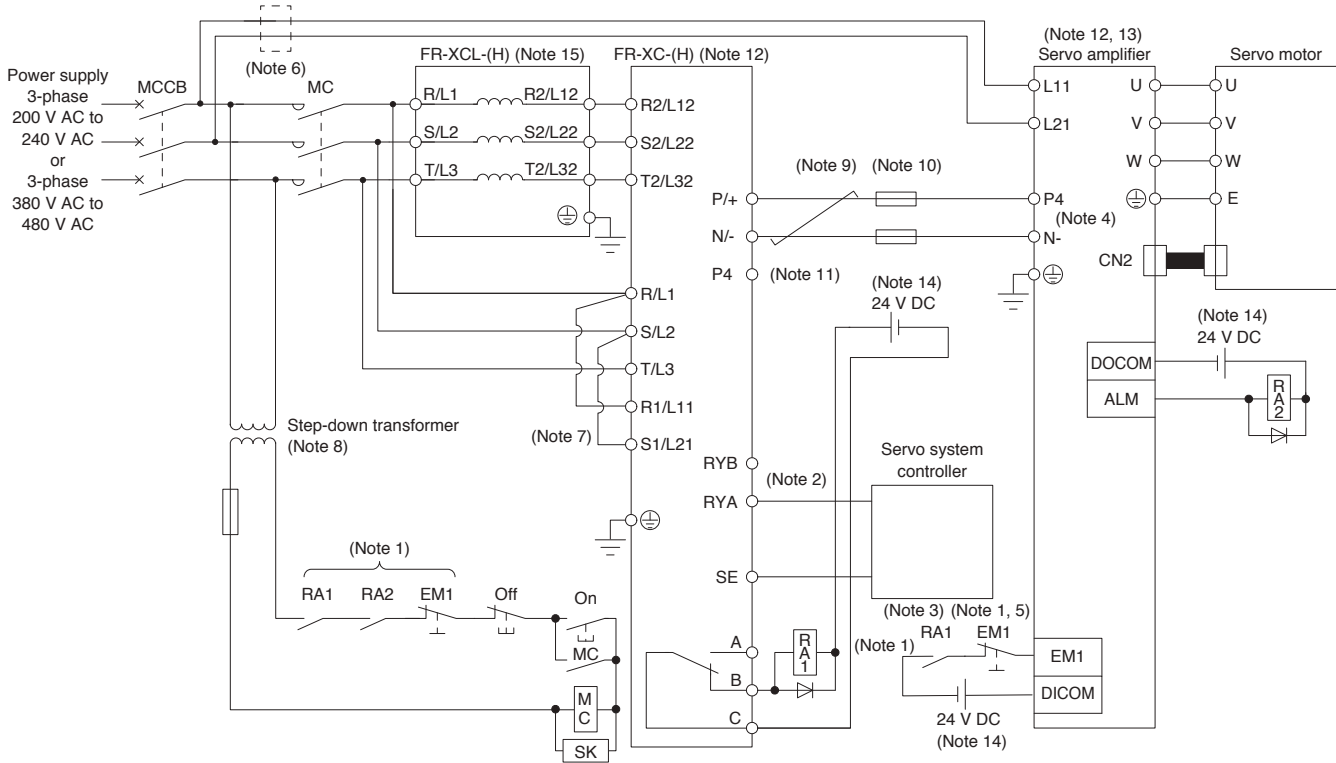 (Note 12, 13)
FR-XCL-(H) (Note 15)
FR-XC-(H) (Note 12)
Servo amplifier
Servo motor
(Note 6)
Power supply
3-phase
200 V AC to
240 V AC
or
3-phase
380 V AC to
480 V AC
MCCB
MC
R/L1
R2/L12
R2/L12
S/L2
S2/L22
S2/L22
T/L3
T2/L32
T2/L32
L11
L21
U
U
V
V
W
W
E
(Note 9)
(Note 10)
P/+
P4
(Note 4)
N/-
N-
CN2
P4
(Note 11)
(Note 14)
24 V DC
R/L1
S/L2
T/L3
R1/L11
(Note 7)
S1/L21
(Note 14)
24 V DC
DOCOM
ALM
RA2
Step-down transformer
(Note 8)
RYB
RYA
(Note 2)
SE
Servo system
controller
(Note 1)
RA1
RA2
EM1
Off
On
MC
MC
SK
A
B
C
RA1
(Note 1)
(Note 3)
(Note 1, 5)
RA1
EM1
EM1
DICOM
24 V DC
(Note 14)